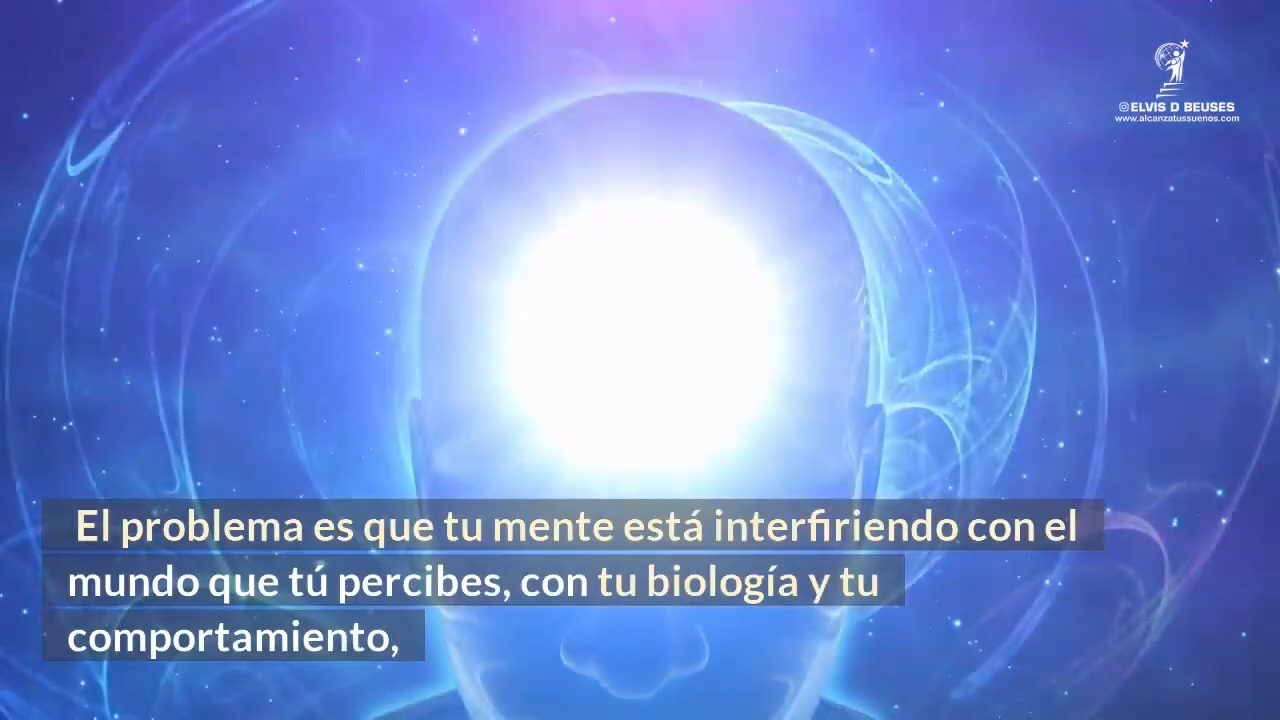 @ELVIS D BEUSES
www.alcanzatussuenos.com
El problema es que tu mente está interfiriendo con el
mundo que tú percibes, con tu biología y tu
comportamiento,